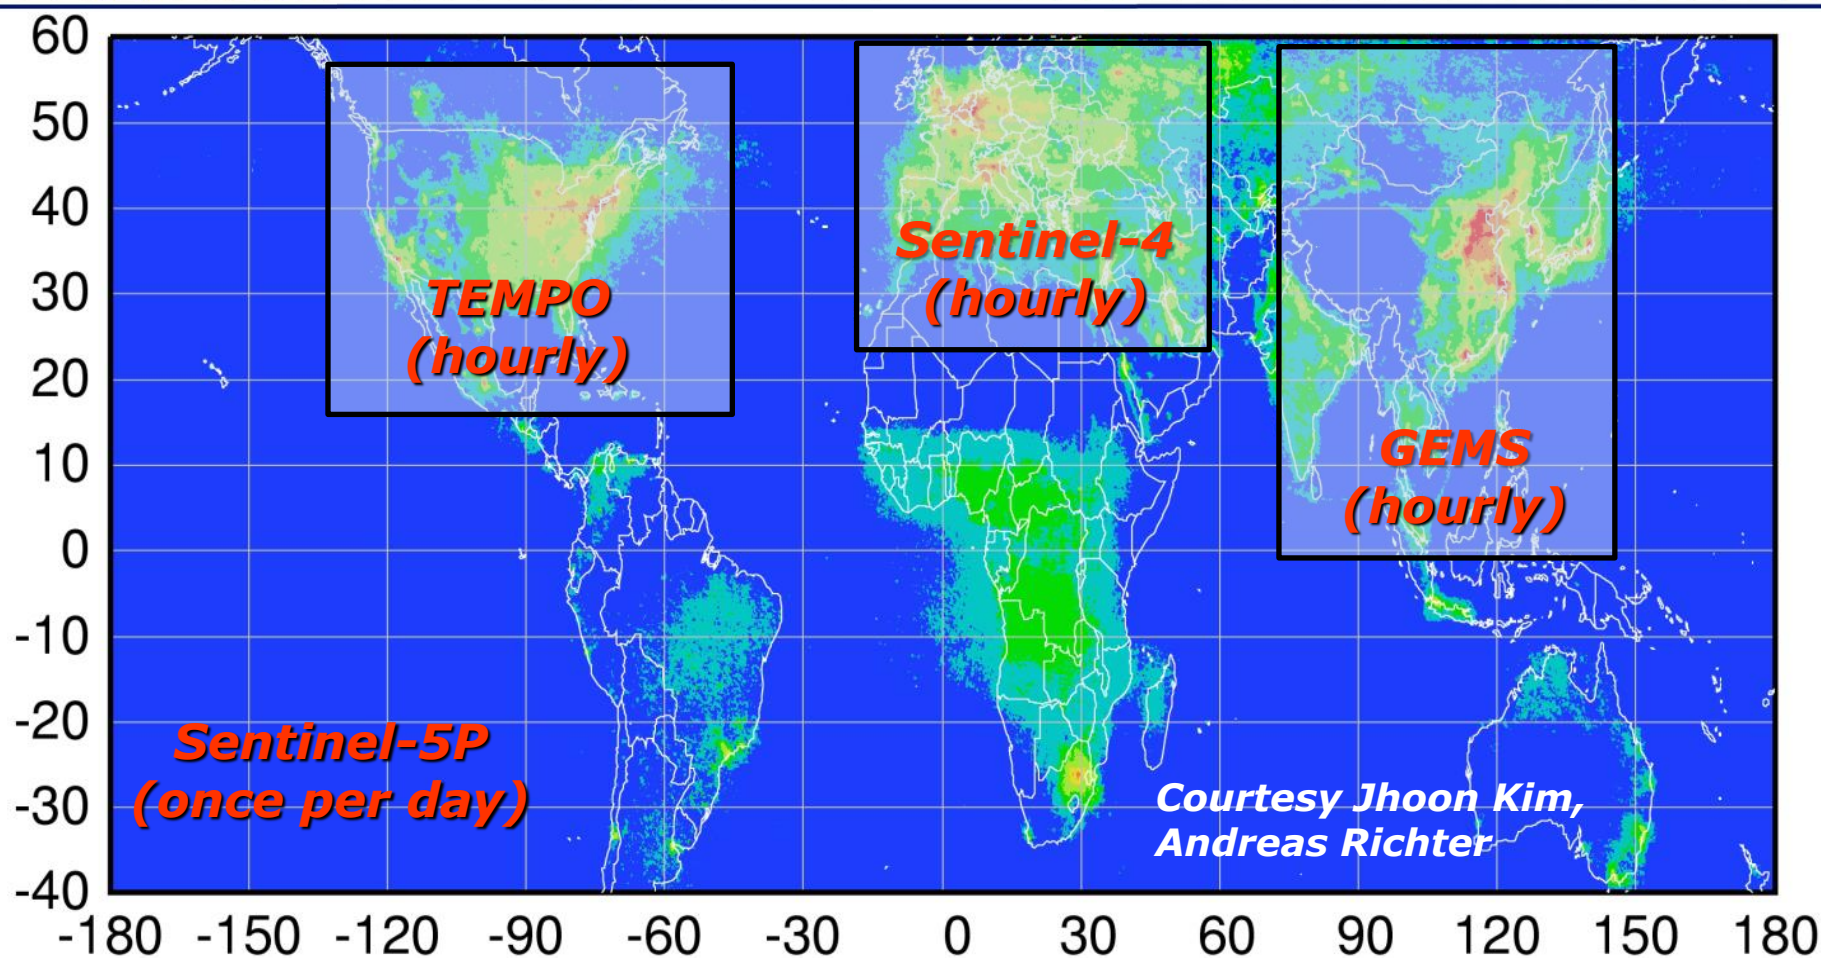 60
50
40
30
20
10
0
-10
-20
-30
-40
TEMPO
(hourly)
Sentinel-4
(hourly)
GEMS
(hourly)
Sentinel-5P
(once per day)
Courtesy Jhoon Kim,
Andreas Richter
-180 -150 -120 -90 -60 -30 0 30 60 90 120 150 180